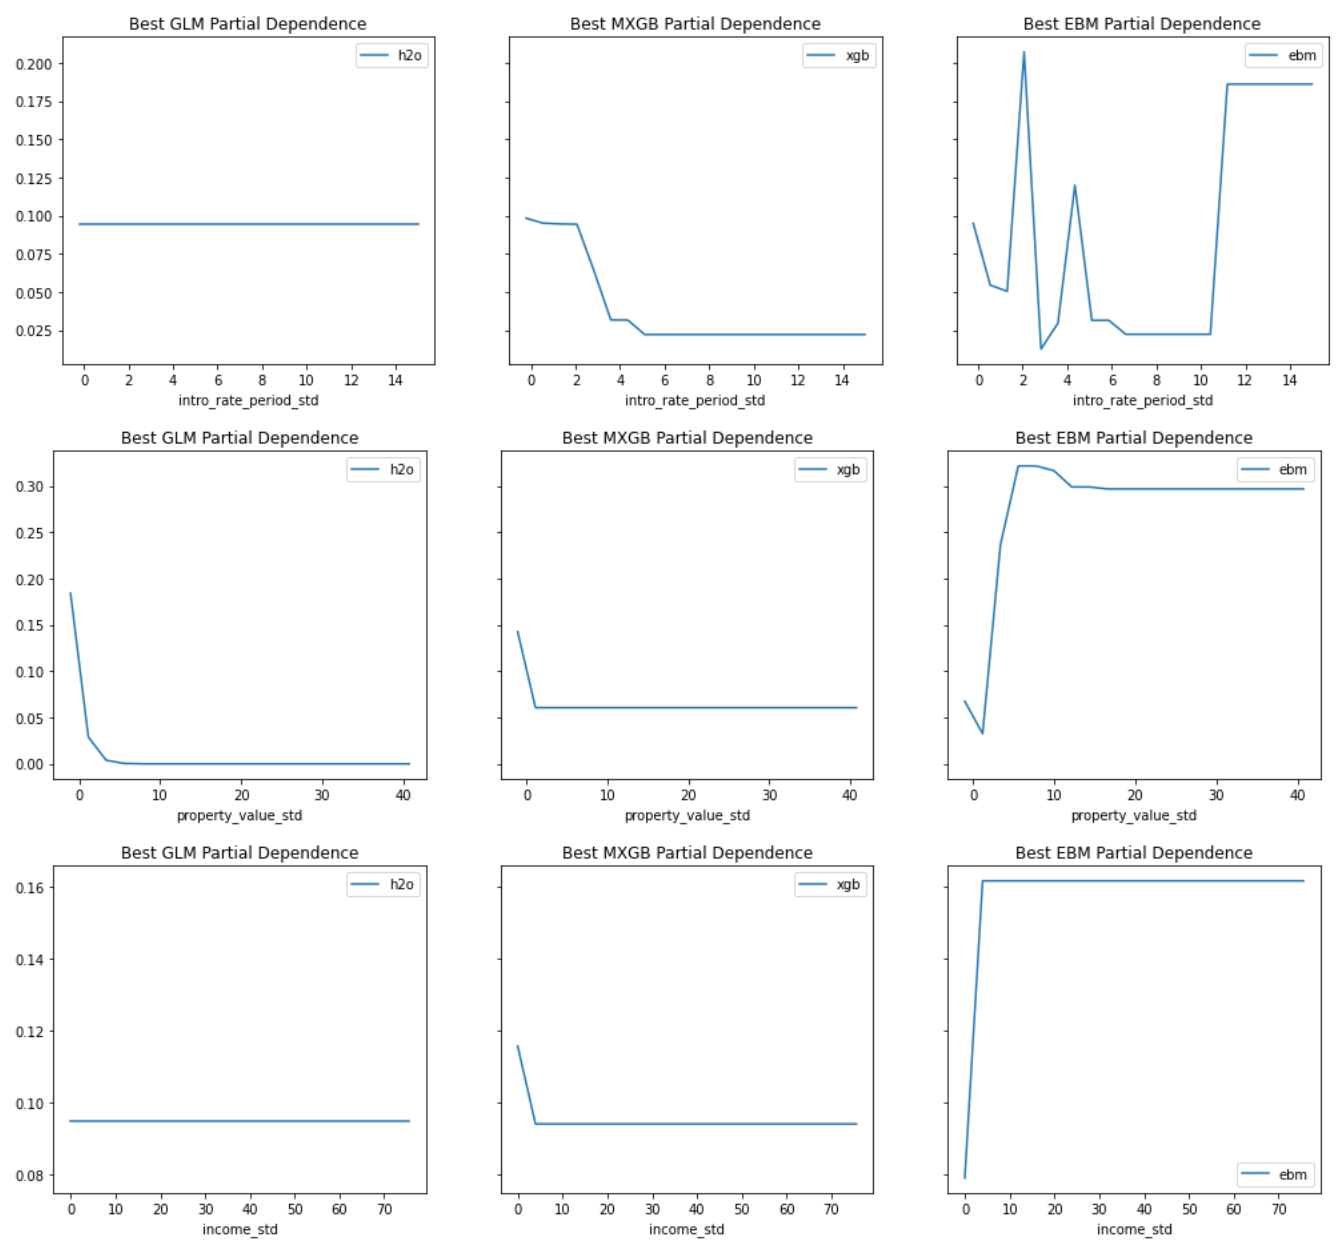 Best GLM Partial Dependence
Best MXGB Partial Dependence
Best EBM Partial Dependence
h2o
xgb
ebm
0.200
0.175
0.150
0.125
0.100
0.075
0.050
0.025
0 2 4 6 8 10 12 14
0 2 4 6 8 10 12 14
0 2 4 6 8 10 12 14
intro_rate_period_std
intro_rate_period_std
intro_rate_period_std
Best GLM Partial Dependence
Best MXGB Partial Dependence
Best EBM Partial Dependence
h2o
xgb
ebm
0.30
0.25
0.20
0.15
0.10
0.05
0.00
0 10 20 30 40
0 10 20 30 40
0 10 20 30 40
property_value_std
property_value_std
property_value_std
Best GLM Partial Dependence
Best MXGB Partial Dependence
Best EBM Partial Dependence
h2o
xgb
0.16
0.14
0.12
0.10
0.08
ebm
0 10 20 30 40 50 60 70
0 10 20 30 40 50 60 70
0 10 20 30 40 50 60 70
income_std
income_std
income_std